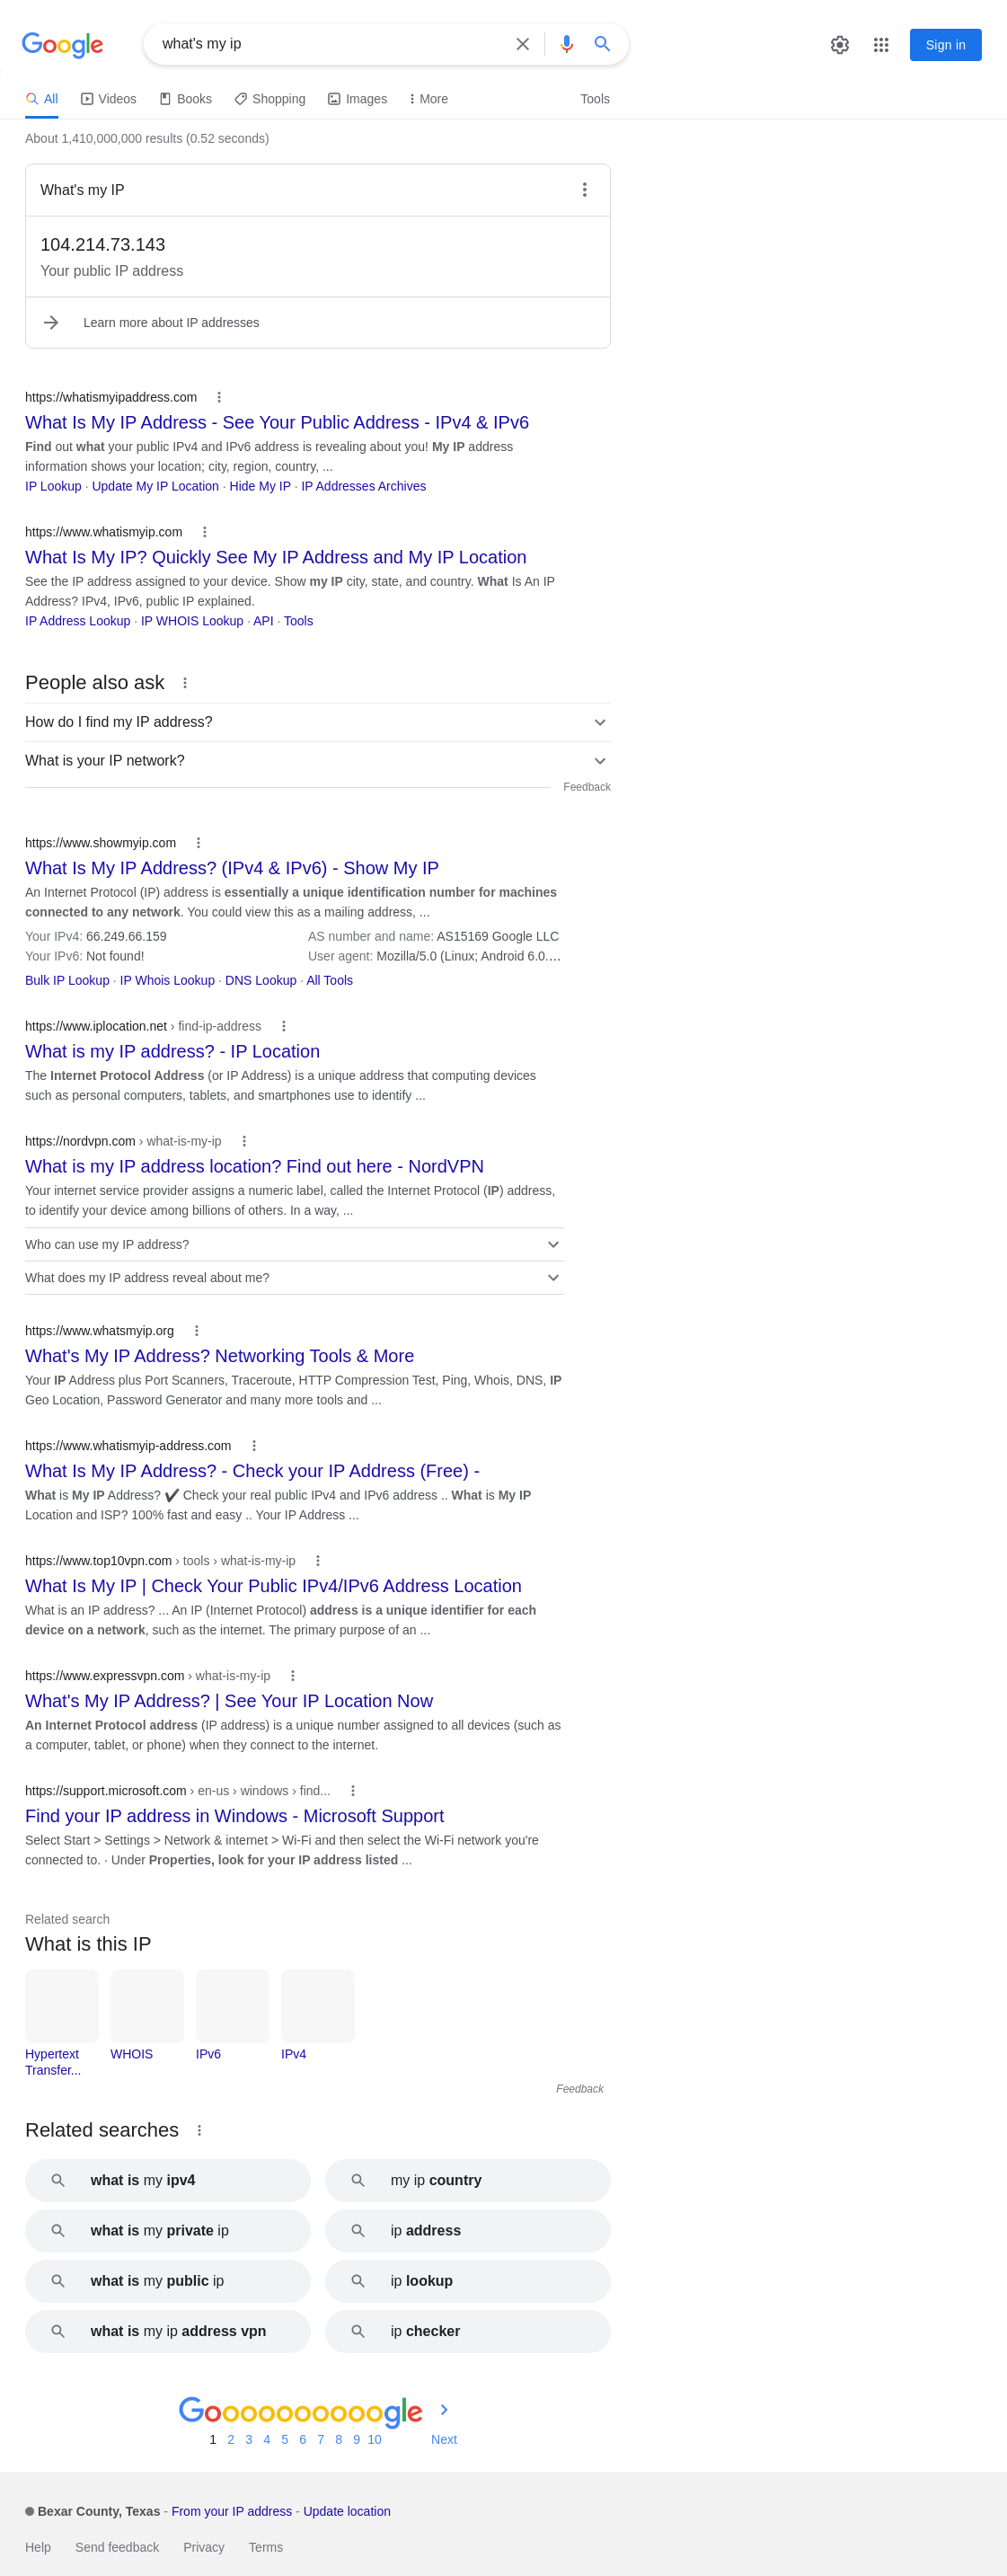 Google
what's my ip
Sign in
All Videos Books Shopping Images More Tools
About 1,410,000,000 results (0.52 seconds)
What's my IP
104.214.73.143
Your public IP address
Learn more about IP addresses
https://whatismyipaddress.com
What Is My IP Address - See Your Public Address - IPv4 & IPv6
Find out what your public IPv4 and IPv6 address is revealing about you! My IP address
information shows your location; city, region, country, ...
IP Lookup · Update My IP Location · Hide My IP · IP Addresses Archives
https://www.whatismyip.com
What Is My IP? Quickly See My IP Address and My IP Location
See the IP address assigned to your device. Show my IP city, state, and country. What Is An IP
Address? IPv4, IPv6, public IP explained.
IP Address Lookup · IP WHOIS Lookup · API · Tools
People also ask
How do I find my IP address?
What is your IP network?
Feedback
https://www.showmyip.com
What Is My IP Address? (IPv4 & IPv6) - Show My IP
An Internet Protocol (IP) address is essentially a unique identification number for machines
connected to any network. You could view this as a mailing address, ...
Your IPv4: 66.249.66.159 AS number and name: AS15169 Google LLC
Your IPv6: Not found! User agent: Mozilla/5.0 (Linux; Android 6.0....
Bulk IP Lookup · IP Whois Lookup · DNS Lookup · All Tools
https://www.iplocation.net › find-ip-address
What is my IP address? - IP Location
The Internet Protocol Address (or IP Address) is a unique address that computing devices
such as personal computers, tablets, and smartphones use to identify ...
https://nordvpn.com › what-is-my-ip
What is my IP address location? Find out here - NordVPN
Your internet service provider assigns a numeric label, called the Internet Protocol (IP) address,
to identify your device among billions of others. In a way, ...
Who can use my IP address?
What does my IP address reveal about me?
https://www.whatsmyip.org
What's My IP Address? Networking Tools & More
Your IP Address plus Port Scanners, Traceroute, HTTP Compression Test, Ping, Whois, DNS, IP
Geo Location, Password Generator and many more tools and ...
https://www.whatismyip-address.com
What Is My IP Address? - Check your IP Address (Free) -
What is My IP Address? ✔ Check your real public IPv4 and IPv6 address .. What is My IP
Location and ISP? 100% fast and easy .. Your IP Address ...
https://www.top10vpn.com › tools › what-is-my-ip
What Is My IP | Check Your Public IPv4/IPv6 Address Location
What is an IP address? ... An IP (Internet Protocol) address is a unique identifier for each
device on a network, such as the internet. The primary purpose of an ...
https://www.expressvpn.com › what-is-my-ip
What's My IP Address? | See Your IP Location Now
An Internet Protocol address (IP address) is a unique number assigned to all devices (such as
a computer, tablet, or phone) when they connect to the internet.
https://support.microsoft.com › en-us › windows › find...
Find your IP address in Windows - Microsoft Support
Select Start > Settings > Network & internet > Wi-Fi and then select the Wi-Fi network you're
connected to. · Under Properties, look for your IP address listed ...
Related search
What is this IP
Hypertext WHOIS IPv6 IPv4
Transfer...
Feedback
Related searches
what is my ipv4 my ip country
what is my private ip ip address
what is my public ip ip lookup
what is my ip address vpn ip checker
Goooooooooogle
1 2 3 4 5 6 7 8 9 10 Next
Bexar County, Texas - From your IP address - Update location
Help Send feedback Privacy Terms